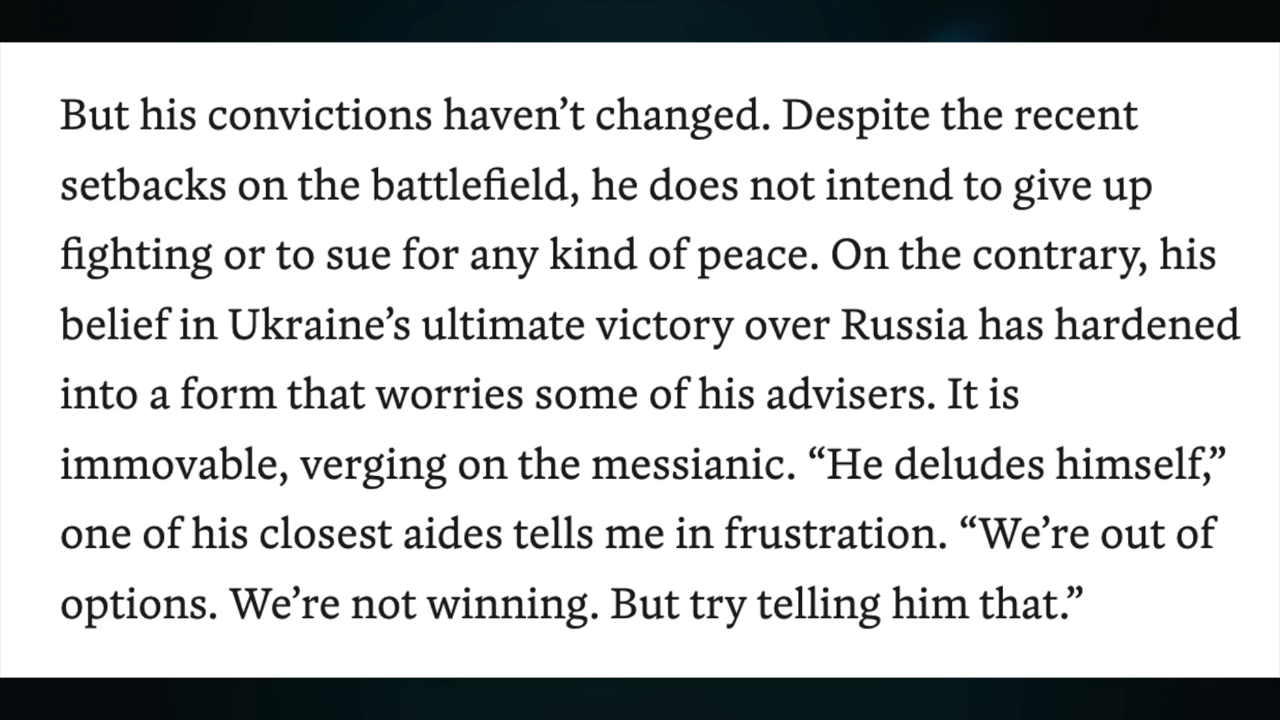 But his convictions haven’t changed. Despite the recent
setbacks on the battlefield, he does not intend to give up
fighting or to sue for any kind of peace. On the contrary, his
belief in Ukraine’s ultimate victory over Russia has hardened
into a form that worries some of his advisers. It is
immovable, verging on the messianic. “He deludes himself,”
one of his closest aides tells me in frustration. “We’re out of
options. We’re not winning. But try telling him that.”